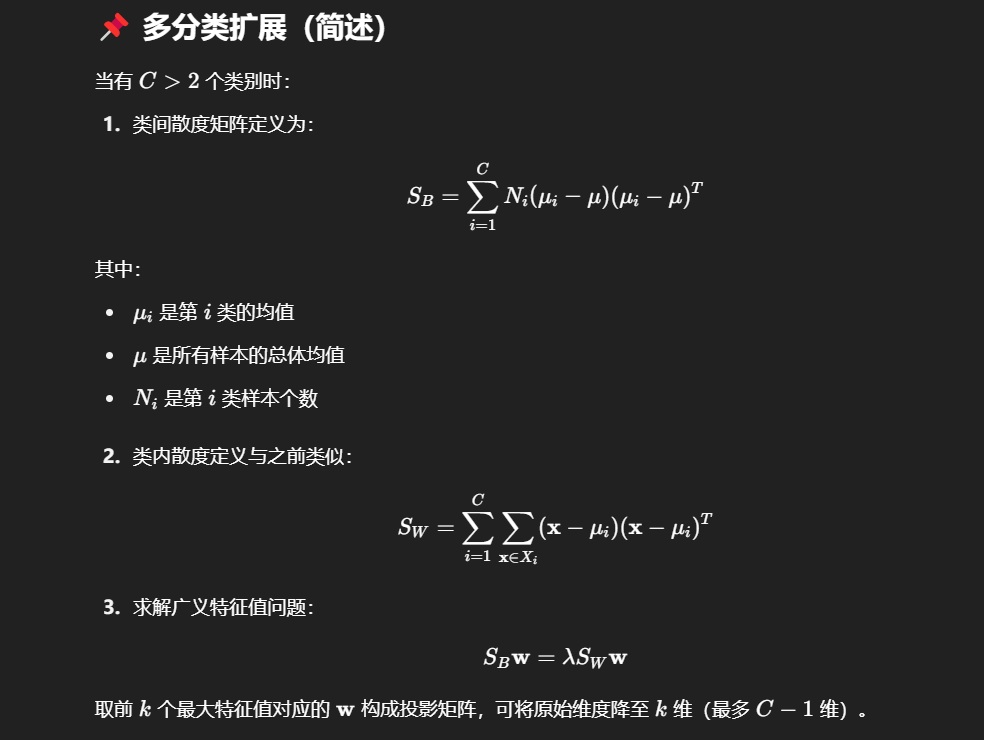 📌 多分类扩展（简述）
当有 C > 2 个类别时：
1. 类间散度矩阵定义为：
$$S_B = \sum_{i=1}^{C} N_i(\mu_i - \mu)(\mu_i - \mu)^T$$
其中：
• μ_i 是第 i 类的均值
• μ 是所有样本的总体均值
• N_i 是第 i 类样本个数
2. 类内散度定义与之前类似：
$$S_W = \sum_{i=1}^{C} \sum_{\mathbf{x} \in X_i} (\mathbf{x} - \mu_i)(\mathbf{x} - \mu_i)^T$$
3. 求解广义特征值问题：
$$S_B \mathbf{w} = \lambda S_W \mathbf{w}$$
取前 k 个最大特征值对应的 w 构成投影矩阵，可将原始维度降至 k 维（最多 C − 1 维）。